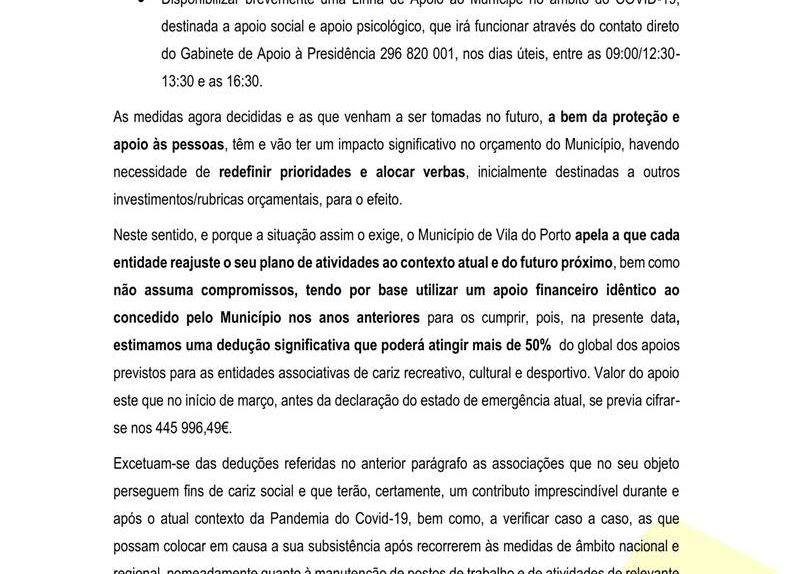 Disponibilizar brevemente uma Linha de Apoio ao Munícipe no âmbito do COVID-19,
destinada a apoio social e apoio psicológico, que irá funcionar através do contato direto
do Gabinete de Apoio à Presidência 296 820 001, nos dias úteis, entre as 09:00/12:30-
13:30 e as 16:30.
As medidas agora decididas e as que venham a ser tomadas no futuro, a bem da proteção e
apoio às pessoas, têm e vão ter um impacto significativo no orçamento do Município, havendo
necessidade de redefinir prioridades e alocar verbas, inicialmente destinadas a outros
investimentos/rubricas orçamentais, para o efeito.
Neste sentido, e porque a situação assim o exige, o Município de Vila do Porto apela a que cada
entidade reajuste o seu plano de atividades ao contexto atual e do futuro próximo, bem como
não assuma compromissos, tendo por base utilizar um apoio financeiro idêntico ao
concedido pelo Município nos anos anteriores para os cumprir, pois, na presente data,
estimamos uma dedução significativa que poderá atingir mais de 50% do global dos apoios
previstos para as entidades associativas de cariz recreativo, cultural e desportivo. Valor do apoio
este que no início de março, antes da declaração do estado de emergência atual, se previa cifrar-
se nos 445 996,49€.
Excetuam-se das deduções referidas no anterior parágrafo as associações que no seu objeto
perseguem fins de cariz social e que terão, certamente, um contributo imprescindível durante e
após o atual contexto da Pandemia do Covid-19, bem como, a verificar caso a caso, as que
possam colocar em causa a sua subsistência após recorrerem às medidas de âmbito nacional e
regional, nomeadamente quanto à manutenção de postos de trabalho e de atividades de relevante